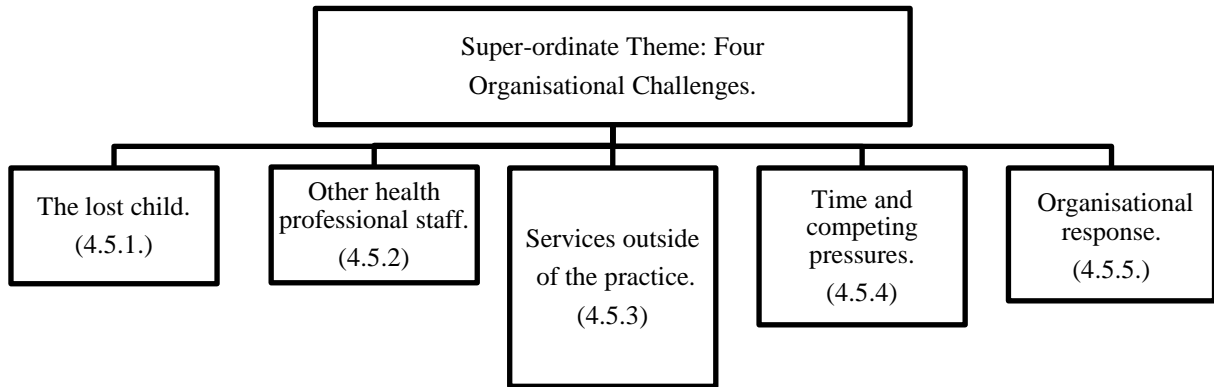 Super-ordinate Theme: Four
Organisational Challenges.
The lost child.
(4.5.1.)
Other health
professional staff.
(4.5.2)
Services outside
of the practice.
(4.5.3)
Time and
competing
pressures.
(4.5.4)
Organisational
response.
(4.5.5.)